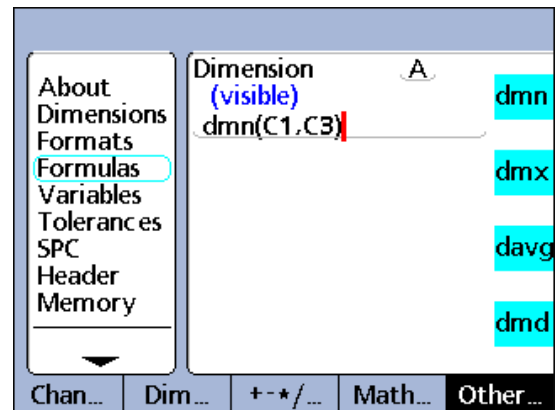 About
Dimensions
Formats
Formulas
Variables
Tolerances
SPC
Header
Memory
Dimension A
(visible)
dmn(C1,C3)
dmn
dmx
davg
dmd
Chan... Dim... +-*/... Math... Other...